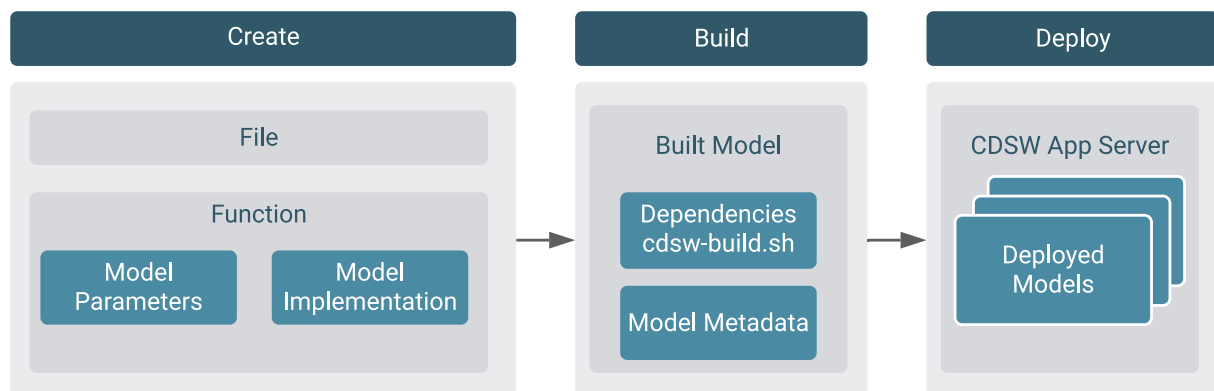 Create
File
Function
Model
Parameters
Model
Implementation
Build
Built Model
Dependencies
cdsw-build.sh
Model Metadata
Deploy
CDSW App Server
Deployed
Models